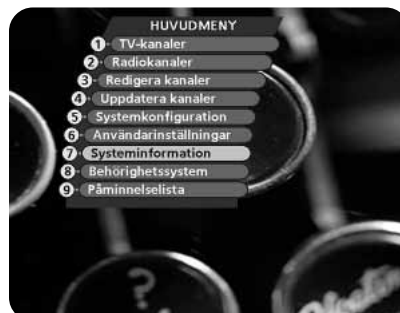 HUVUDMENY
1 TV-kanaler
2 Radiokanaler
3 Redigera kanaler
4 Uppdatera kanaler
5 Systemkonfiguration
6 Användarinställningar
7 Systeminformation
8 Behörighetssystem
9 Påminnelselista
?